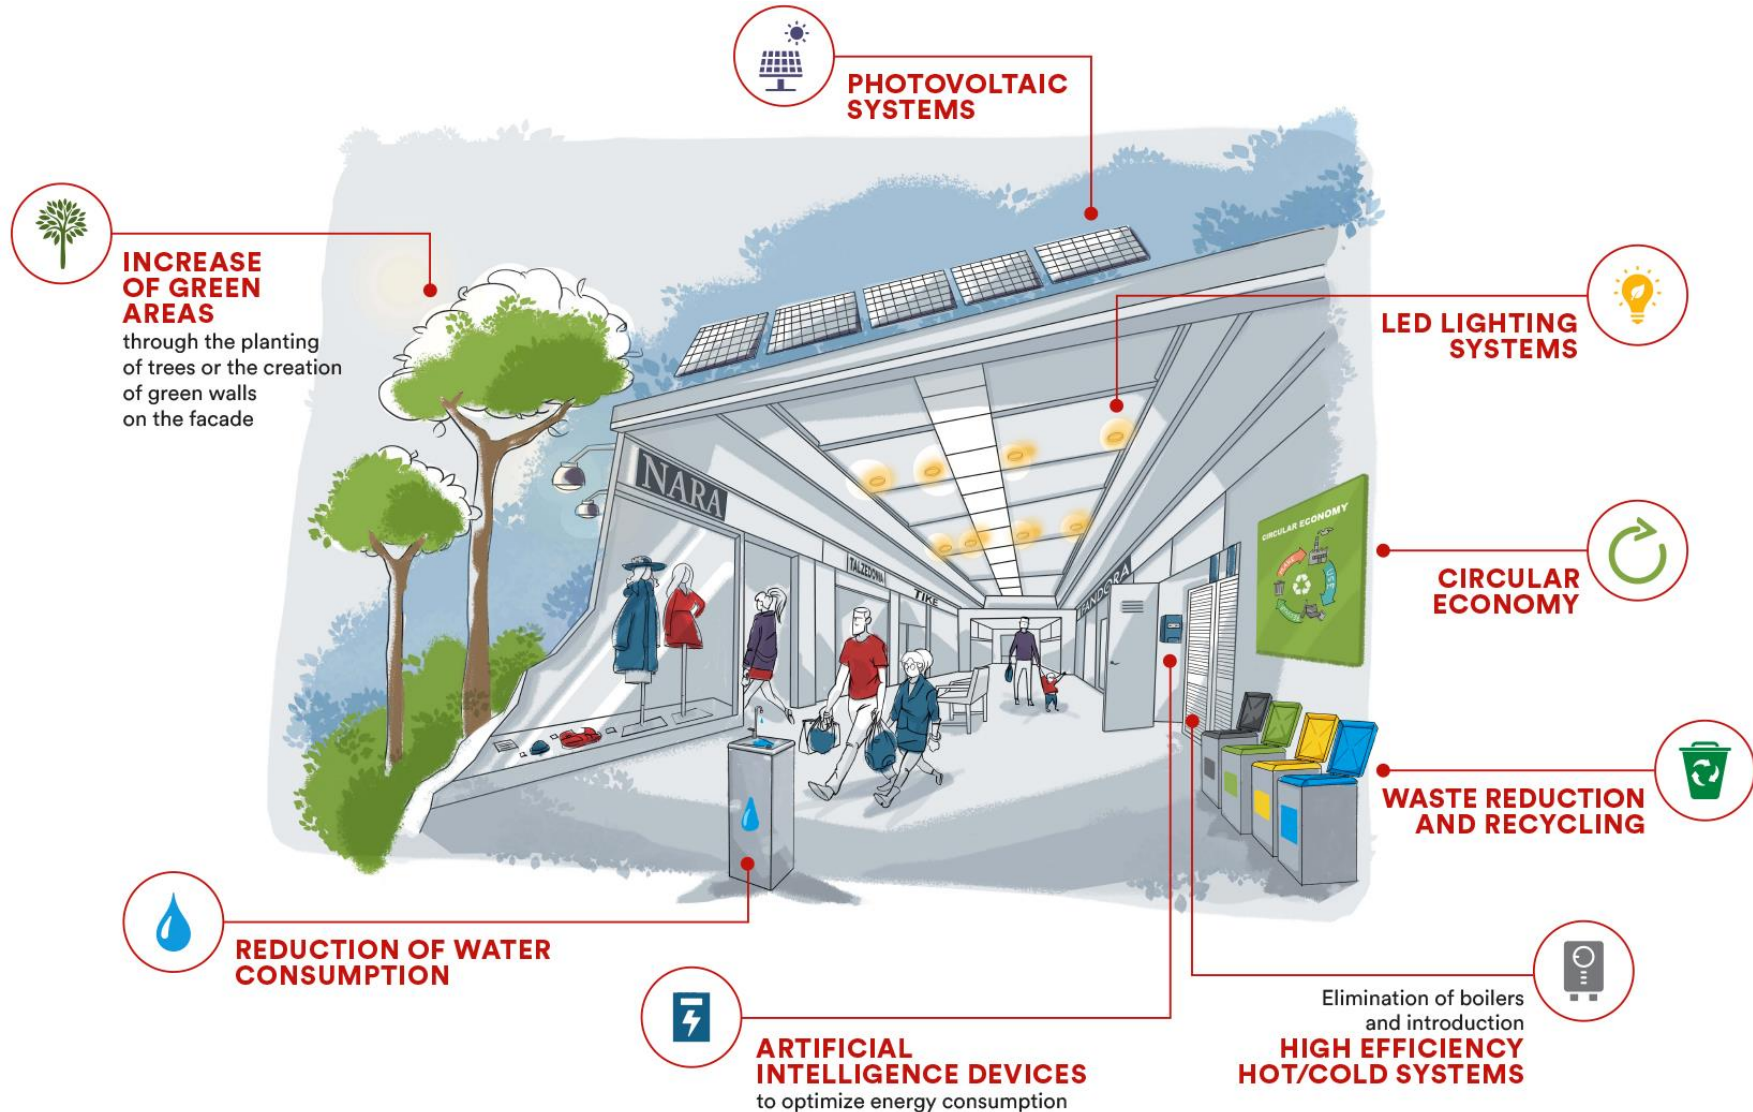 PHOTOVOLTAIC
SYSTEMS
INCREASE
OF GREEN
AREAS
through the planting
of trees or the creation
of green walls
on the facade
LED LIGHTING
SYSTEMS
NARA
TALZEDONIA
TIKE
PANDORA
CIRCULAR ECONOMY
CIRCULAR
ECONOMY
WASTE REDUCTION
AND RECYCLING
REDUCTION OF WATER
CONSUMPTION
ARTIFICIAL
INTELLIGENCE DEVICES
to optimize energy consumption
Elimination of boilers
and introduction
HIGH EFFICIENCY
HOT/COLD SYSTEMS